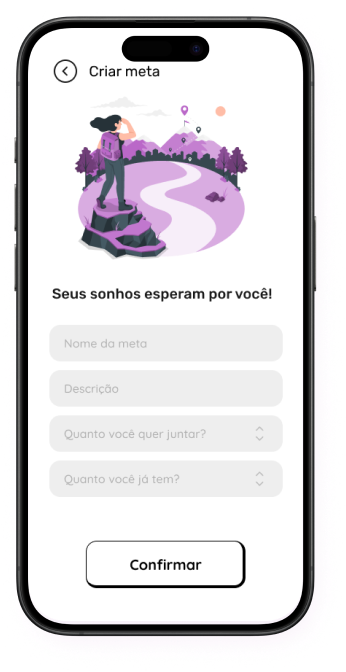 Criar meta
Seus sonhos esperam por você!
Nome da meta
Descrição
Quanto você quer juntar?
Quanto você já tem?
Confirmar